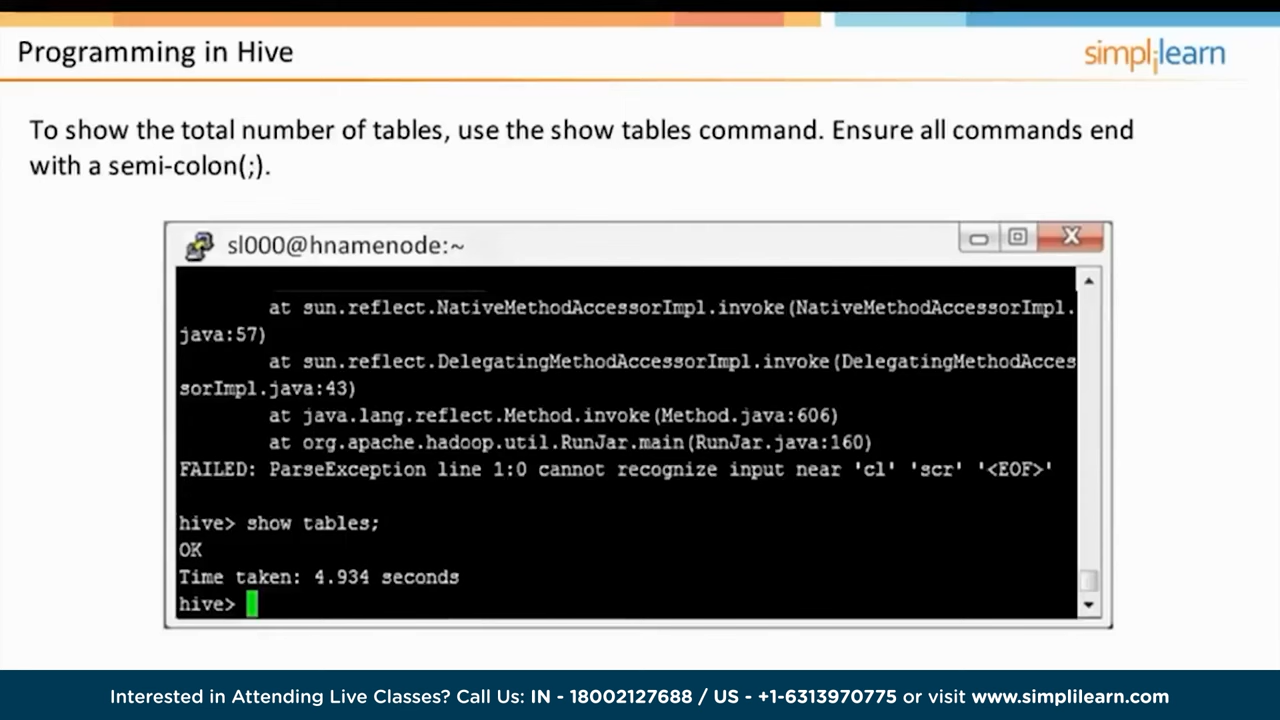 Programming in Hive
simplilearn
To show the total number of tables, use the show tables command. Ensure all commands end
with a semi-colon(;).
sl000@hnamenode:~
at sun.reflect.NativeMethodAccessorImpl.invoke(NativeMethodAccessorImpl.
java:57)
at sun.reflect.DelegatingMethodAccessorImpl.invoke(DelegatingMethodAcces
sorImpl.java:43)
at java.lang.reflect.Method.invoke(Method.java:606)
at org.apache.hadoop.util.RunJar.main(RunJar.java:160)
FAILED: ParseException line 1:0 cannot recognize input near 'cl' 'scr' '<EOF>'
hive> show tables;
OK
Time taken: 4.934 seconds
hive>
Interested in Attending Live Classes? Call Us: IN - 18002127688 / US - +1-6313970775 or visit www.simplilearn.com